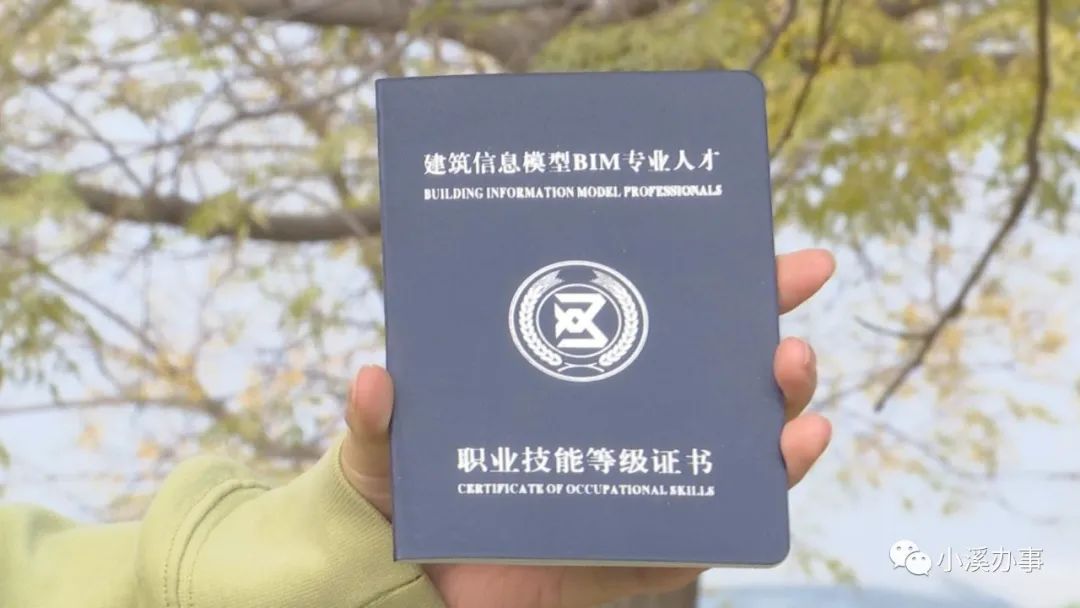 建筑信息模型BIM专业人才
BUILDING INFORMATION MODEL PROFESSIONALS
职业技能等级证书
CERTIFICATE OF OCCUPATIONAL SKILLS
小溪办事